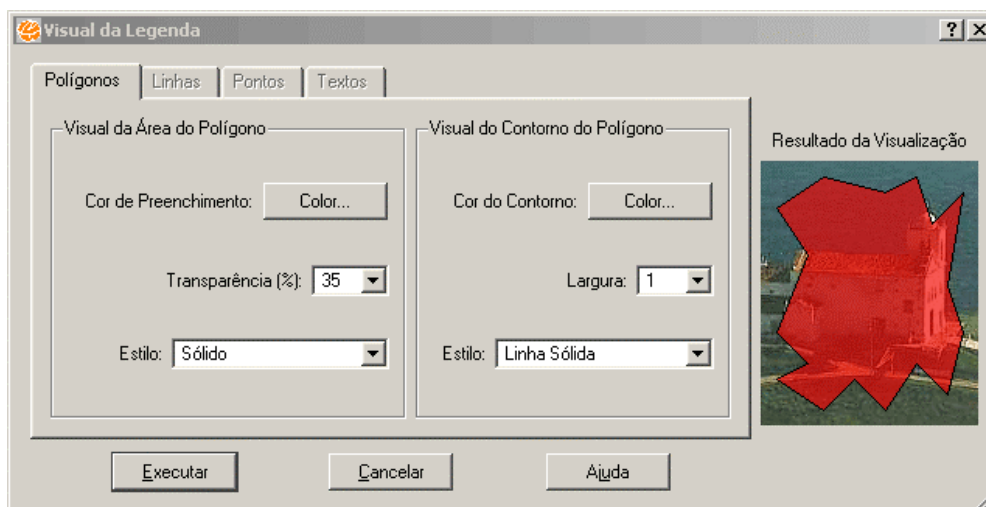 Visual da Legenda
Polígonos Linhas Pontos Textos
Visual da Área do Polígono
Cor de Preenchimento: Color...
Transparência (%): 35
Estilo: Sólido
Visual do Contorno do Polígono
Cor do Contorno: Color...
Largura: 1
Estilo: Linha Sólida
Resultado da Visualização
Executar Cancelar Ajuda